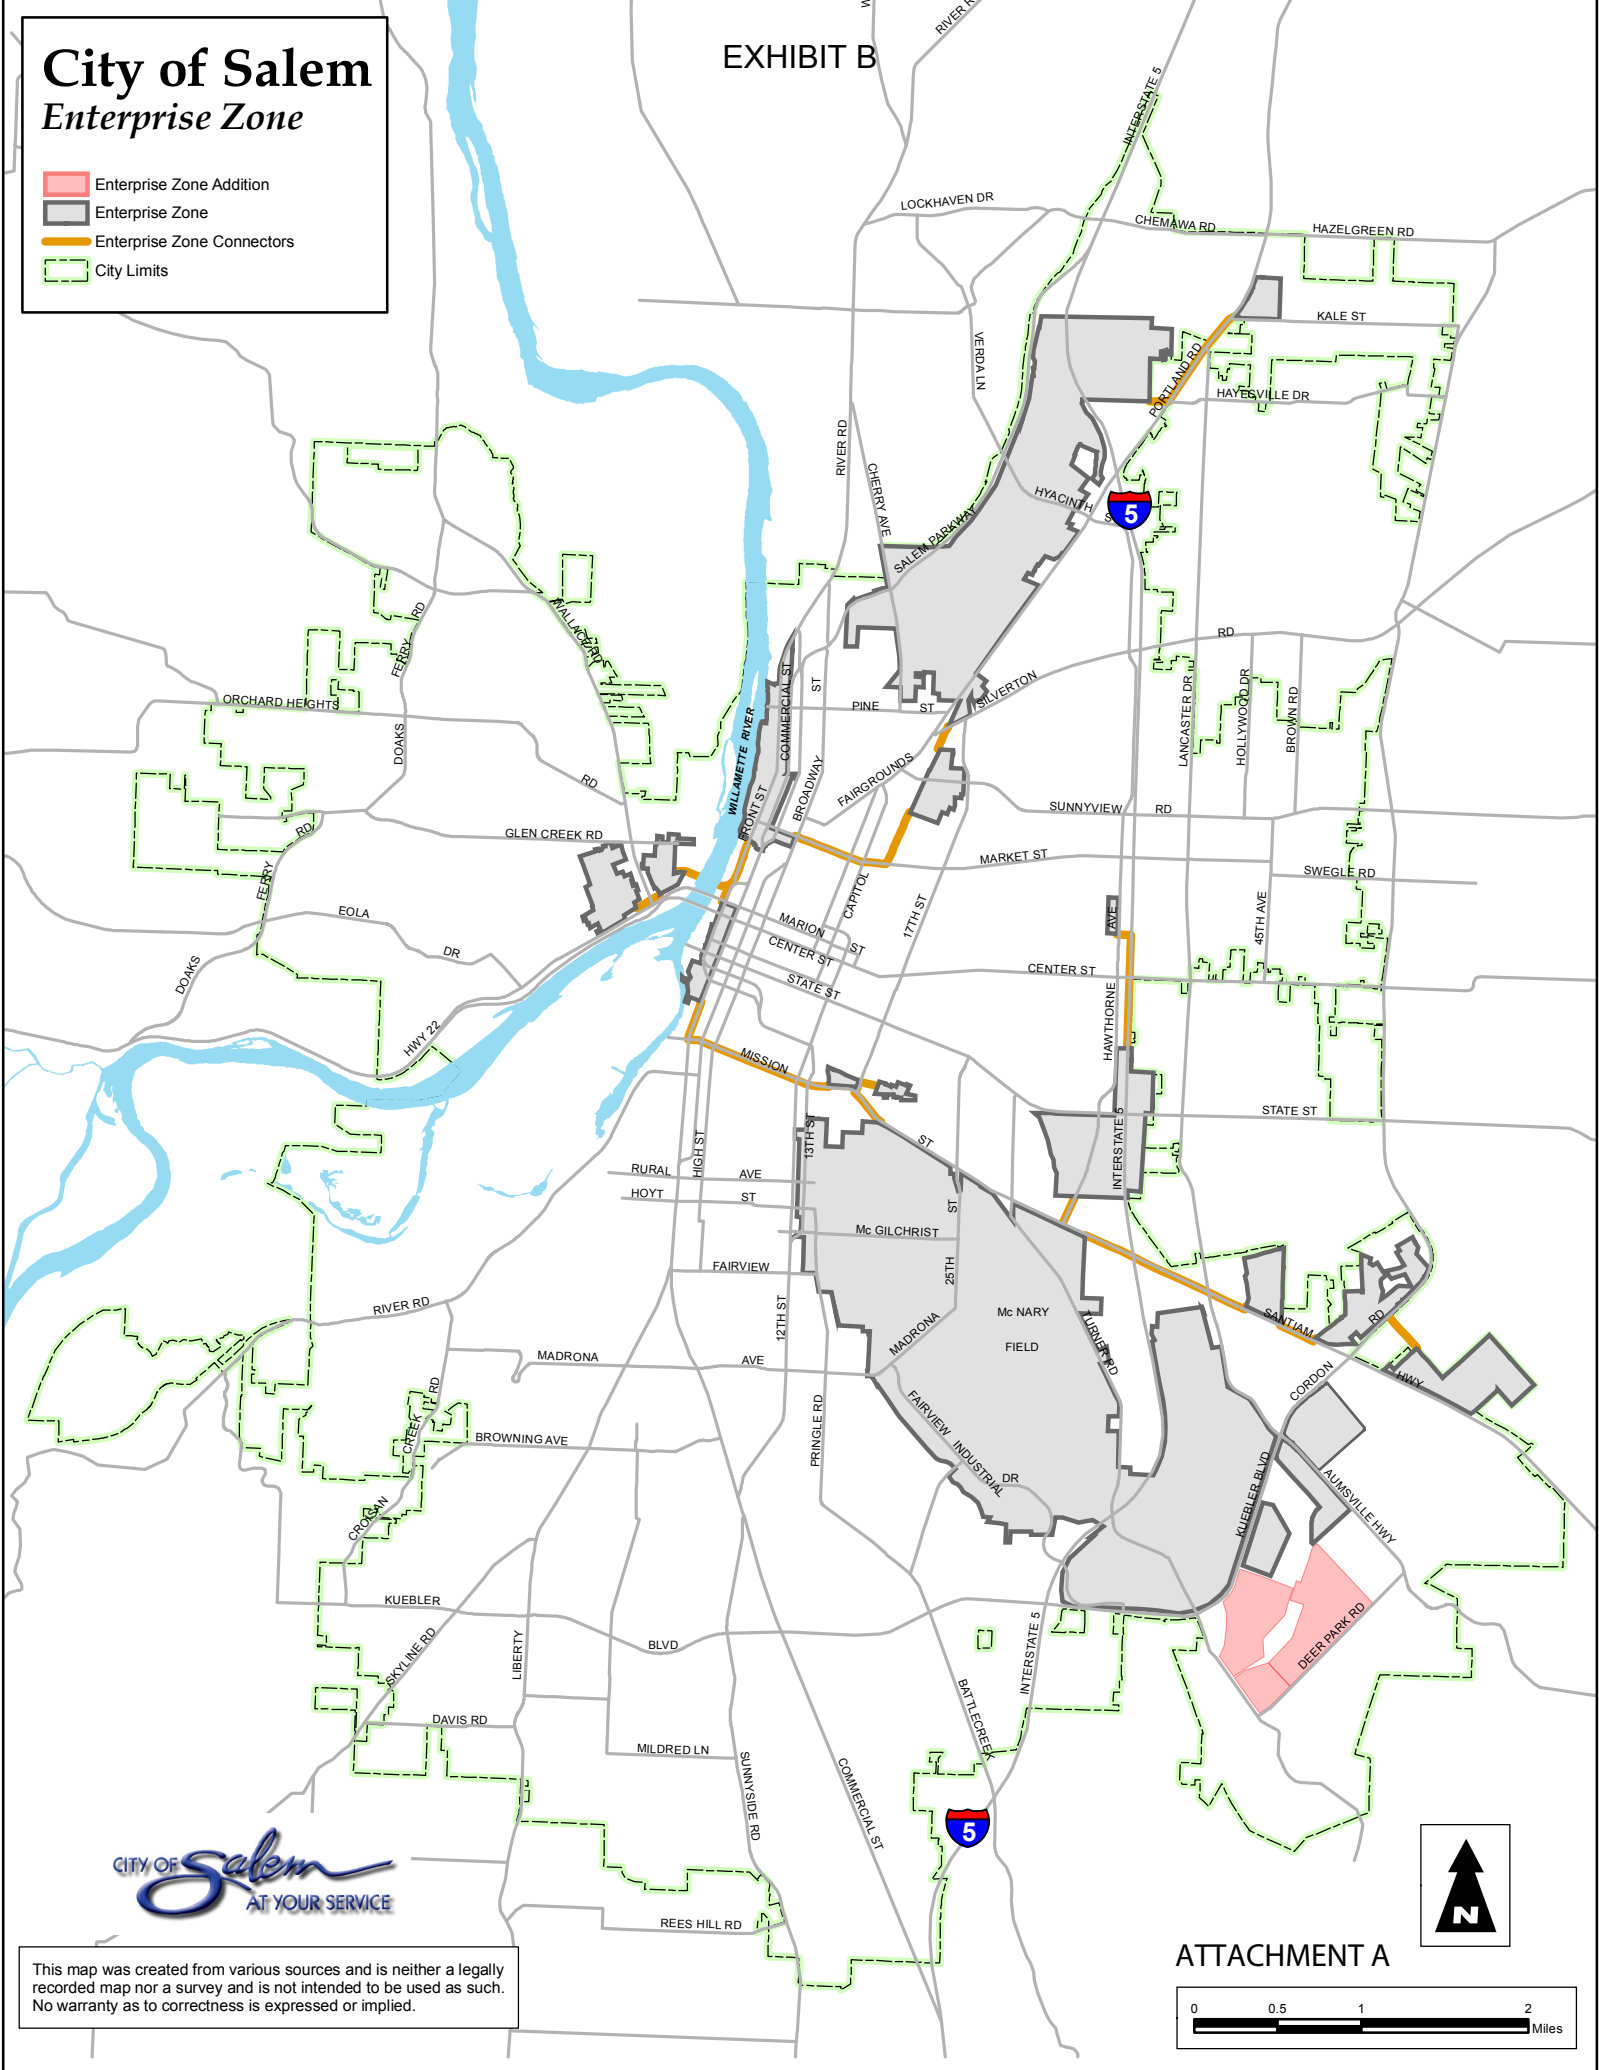 EXHIBIT B
City of Salem
Enterprise Zone
Enterprise Zone Addition
Enterprise Zone
Enterprise Zone Connectors
City Limits
RIVER R
INTERSTATE 5
LOCKHAVEN DR
CHEMAWA RD
HAZELGREEN RD
KALE ST
VERDA LN
PORTLAND RD
HAYESVILLE DR
RIVER RD
CHERRY AVE
HYACINTH
S
5
SALEM PARKWAY
WALLACE RD
FERRY
RD
RD
SILVERTON
ORCHARD HEIGHTS
RD
DOAKS
WILLAMETTE RIVER
COMMERCIAL ST
ST
PINE
ST
LANCASTER DR
HOLLYWOOD DR
BROWN RD
FRONT ST
BROADWAY
FAIRGROUNDS
SUNNYVIEW
RD
GLEN CREEK RD
RD
MARKET ST
SWEGLE RD
FERRY
CAPITOL
17TH ST
AVE
45TH AVE
EOLA
DR
MARION
ST
CENTER ST
CENTER ST
STATE ST
DOAKS
HWY 22
HAWTHORNE
MISSION
ST
STATE ST
13TH ST
HIGH ST
INTERSTATE 5
RURAL
AVE
HOYT
ST
ST
Mc GILCHRIST
25TH
FAIRVIEW
RIVER RD
12TH ST
Mc NARY
FIELD
MADRONA
TURNER RD
SANTIAM
RD
HWY
MADRONA
AVE
CORDON
CREEK
RD
PRINGLE RD
FAIRVIEW
INDUSTRIAL
DR
BROWNING AVE
KUEBLER BLVD
AUMSVILLE HWY
CROISAN
KUEBLER
BLVD
SKYLINE RD
LIBERTY
INTERSTATE 5
DEER PARK RD
BATTLECREEK
DAVIS RD
MILDRED LN
SUNNYSIDE RD
COMMERCIAL ST
5
CITY OF
Salem
AT YOUR SERVICE
REES HILL RD
N
ATTACHMENT A
This map was created from various sources and is neither a legally
recorded map nor a survey and is not intended to be used as such.
No warranty as to correctness is expressed or implied.
0 0.5 1 2
Miles